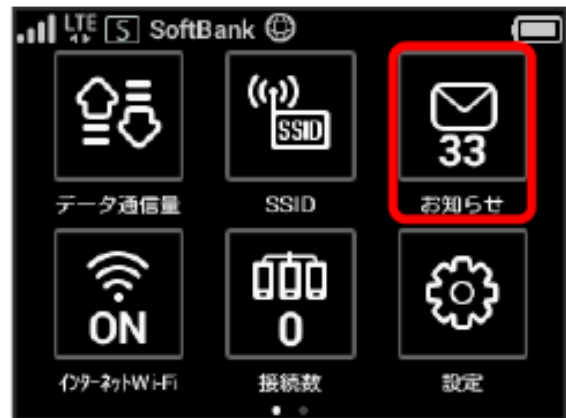 LTE S SoftBank
SSID
33
データ通信量 SSID お知らせ
ON 0
インターネットWi-Fi 接続数 設定